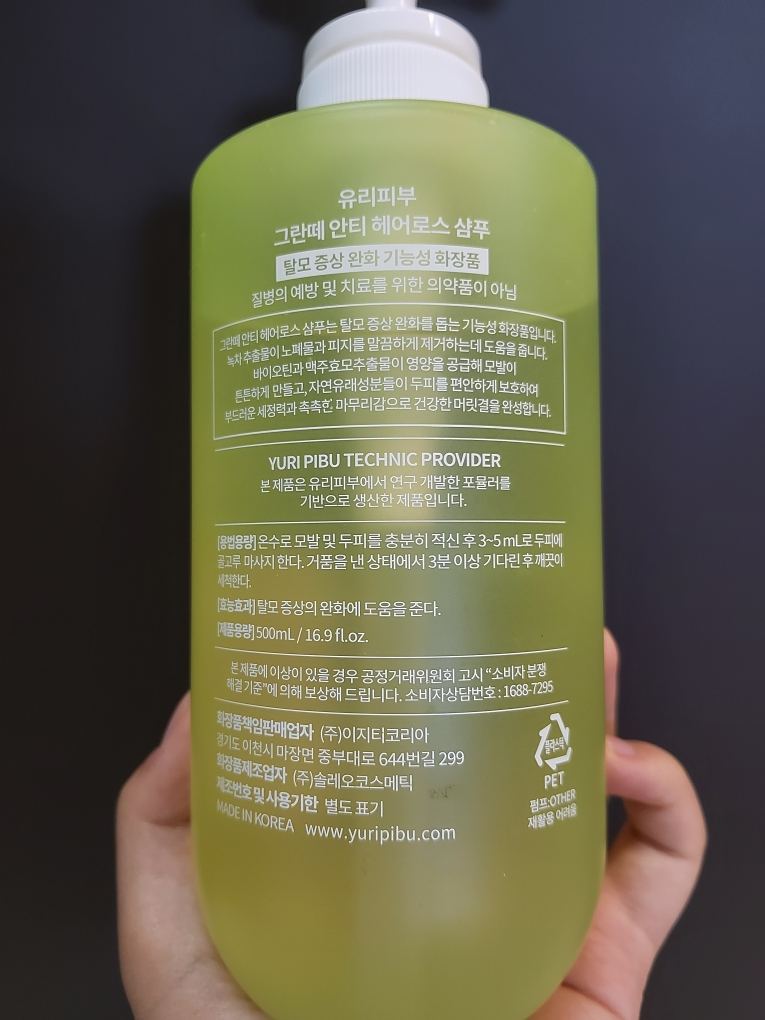 유리피부
그란떼 안티 헤어로스 샴푸
탈모 증상 완화 기능성 화장품
질병의 예방 및 치료를 위한 의약품이 아님
그란떼 안티 헤어로스 샴푸는 탈모 증상 완화를 돕는 기능성 화장품입니다.
녹차 추출물이 노폐물과 피지를 말끔하게 제거하는데 도움을 줍니다.
바이오틴과 맥주효모추출물이 영양을 공급해 모발이
튼튼하게 만들고, 자연유래성분들이 두피를 편안하게 보호하여
부드러운 세정력과 촉촉한 마무리감으로 건강한 머릿결을 완성합니다.
YURI PIBU TECHNIC PROVIDER
본 제품은 유리피부에서 연구 개발한 포뮬러를
기반으로 생산한 제품입니다.
[용법용량] 온수로 모발 및 두피를 충분히 적신 후 3~5 mL로 두피에
골고루 마사지 한다. 거품을 낸 상태에서 3분 이상 기다린 후 깨끗이
세척한다.
[효능효과] 탈모 증상의 완화에 도움을 준다.
[제품용량] 500mL / 16.9 fl.oz.
본 제품에 이상이 있을 경우 공정거래위원회 고시 “소비자 분쟁
해결 기준”에 의해 보상해 드립니다. 소비자상담번호 : 1688-7295
화장품책임판매업자 (주)이지티코리아
경기도 이천시 마장면 중부대로 644번길 299
화장품제조업자 (주)솔레오코스메틱
제조번호 및 사용기한 별도 표기
MADE IN KOREA www.yuripibu.com
플라스틱
PET
펌프:OTHER
재활용 어려움